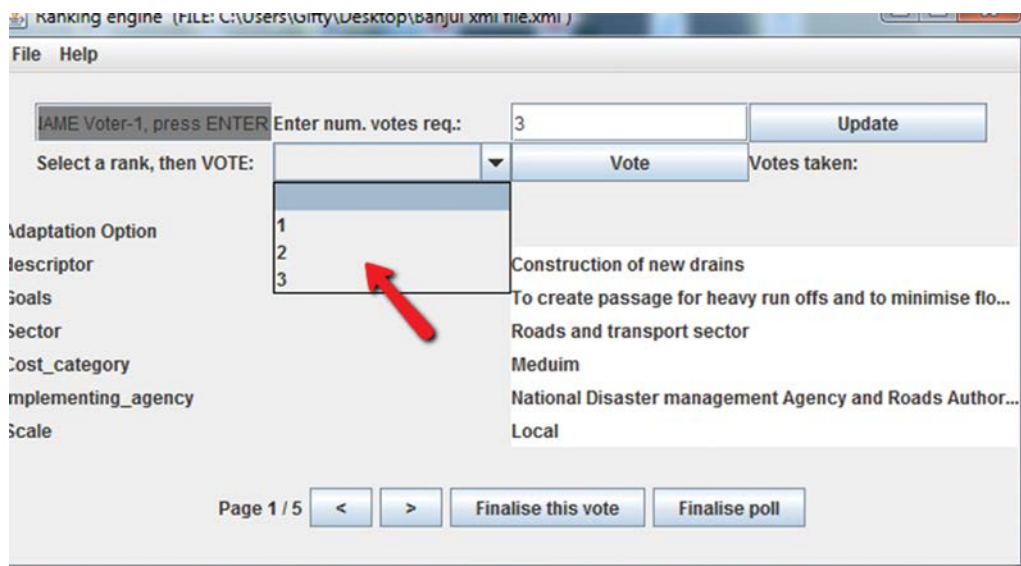 Ranking engine (FILE: C:\Users\Gifty\Desktop\Banjul xml file.xml )
File Help
IAME Voter-1, press ENTER Enter num. votes req.: 3 Update
Select a rank, then VOTE: Vote Votes taken:
1
Adaptation Option
2
descriptor Construction of new drains
3
Goals To create passage for heavy run offs and to minimise flo...
Sector Roads and transport sector
Cost_category Meduim
mplementing_agency National Disaster management Agency and Roads Author...
Scale Local
Page 1 / 5 < > Finalise this vote Finalise poll